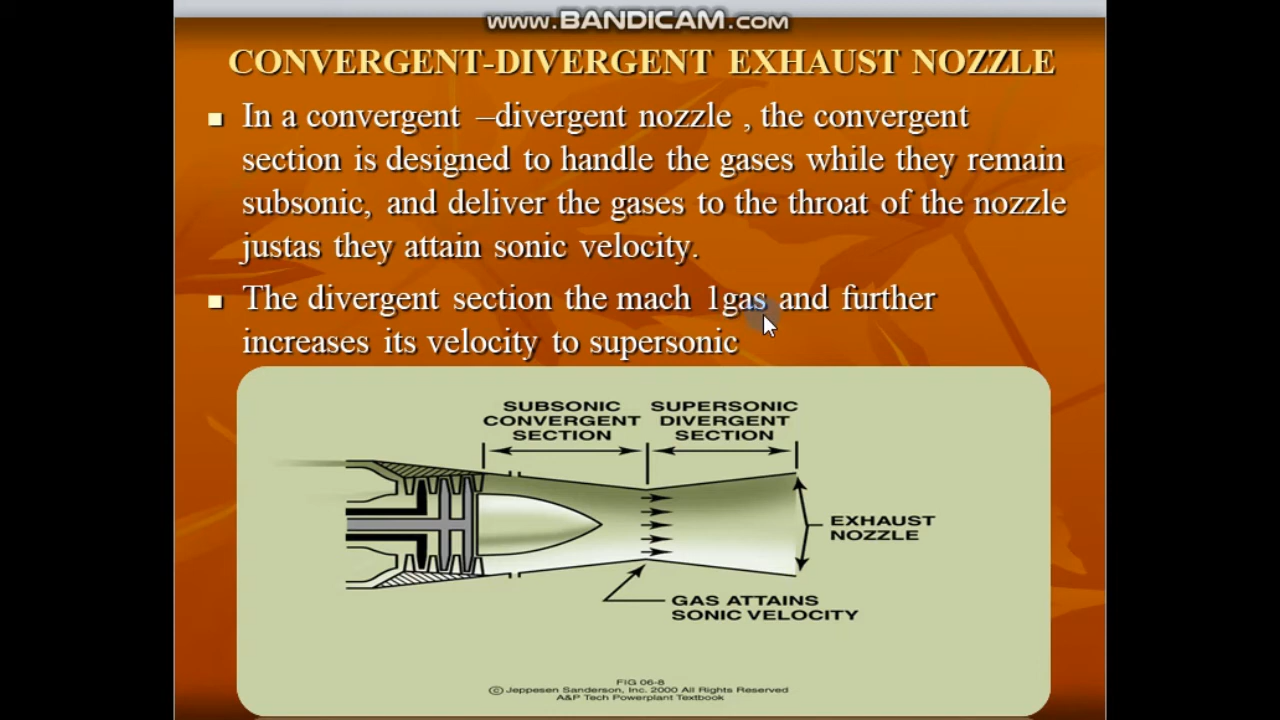 www.BANDICAM.com
CONVERGENT-DIVERGENT EXHAUST NOZZLE
In a convergent –divergent nozzle , the convergent
section is designed to handle the gases while they remain
subsonic, and deliver the gases to the throat of the nozzle
justas they attain sonic velocity.
The divergent section the mach 1gas and further
increases its velocity to supersonic
SUBSONIC
CONVERGENT
SECTION
SUPERSONIC
DIVERGENT
SECTION
EXHAUST
NOZZLE
GAS ATTAINS
SONIC VELOCITY
FIG 06-8
© Jeppesen Sanderson, Inc. 2000 All Rights Reserved
A&P Tech Powerplant Textbook